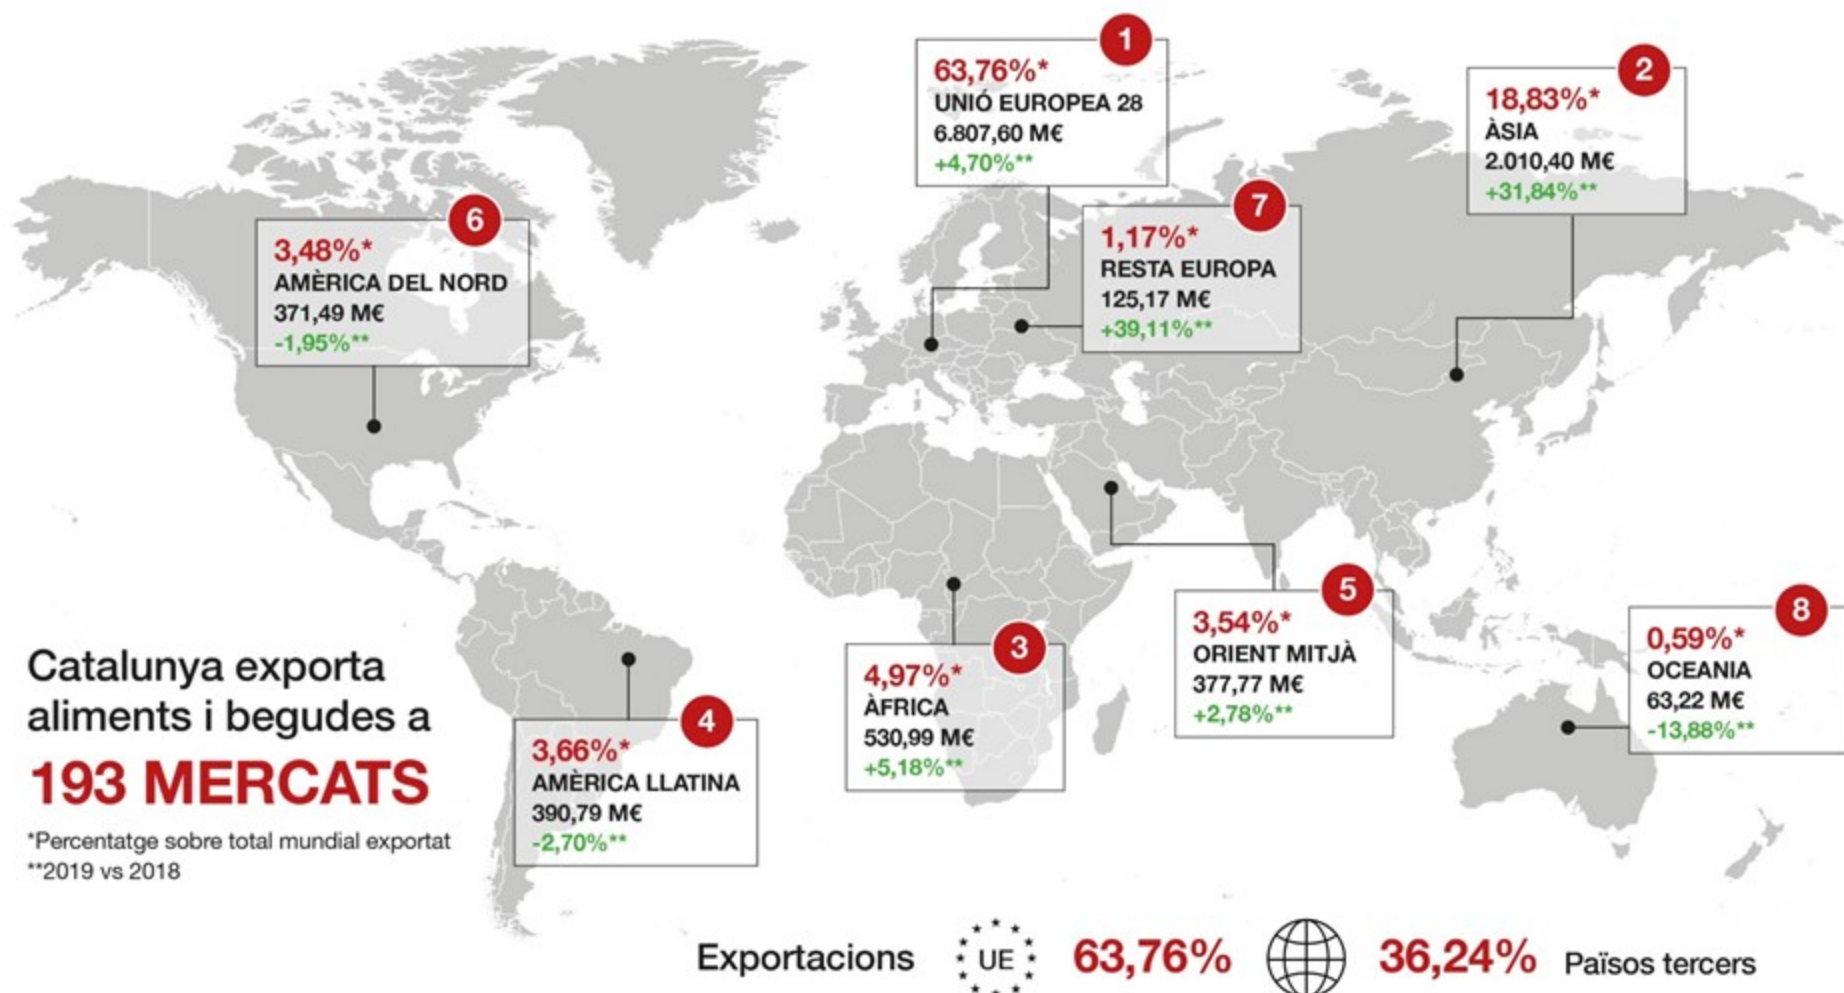 1
63,76%*
UNIÓ EUROPEA 28
6.807,60 M€
+4,70%**
2
18,83%*
ÀSIA
2.010,40 M€
+31,84%**
7
1,17%*
RESTA EUROPA
125,17 M€
+39,11%**
6
3,48%*
AMÈRICA DEL NORD
371,49 M€
-1,95%**
5
3,54%*
ORIENT MITJÀ
377,77 M€
+2,78%**
8
0,59%*
OCEANIA
63,22 M€
-13,88%**
3
4,97%*
ÀFRICA
530,99 M€
+5,18%**
4
3,66%*
AMÈRICA LLATINA
390,79 M€
-2,70%**
Catalunya exporta
aliments i begudes a
193 MERCATS
*Percentatge sobre total mundial exportat
**2019 vs 2018
Exportacions UE 63,76% 36,24% Països tercers